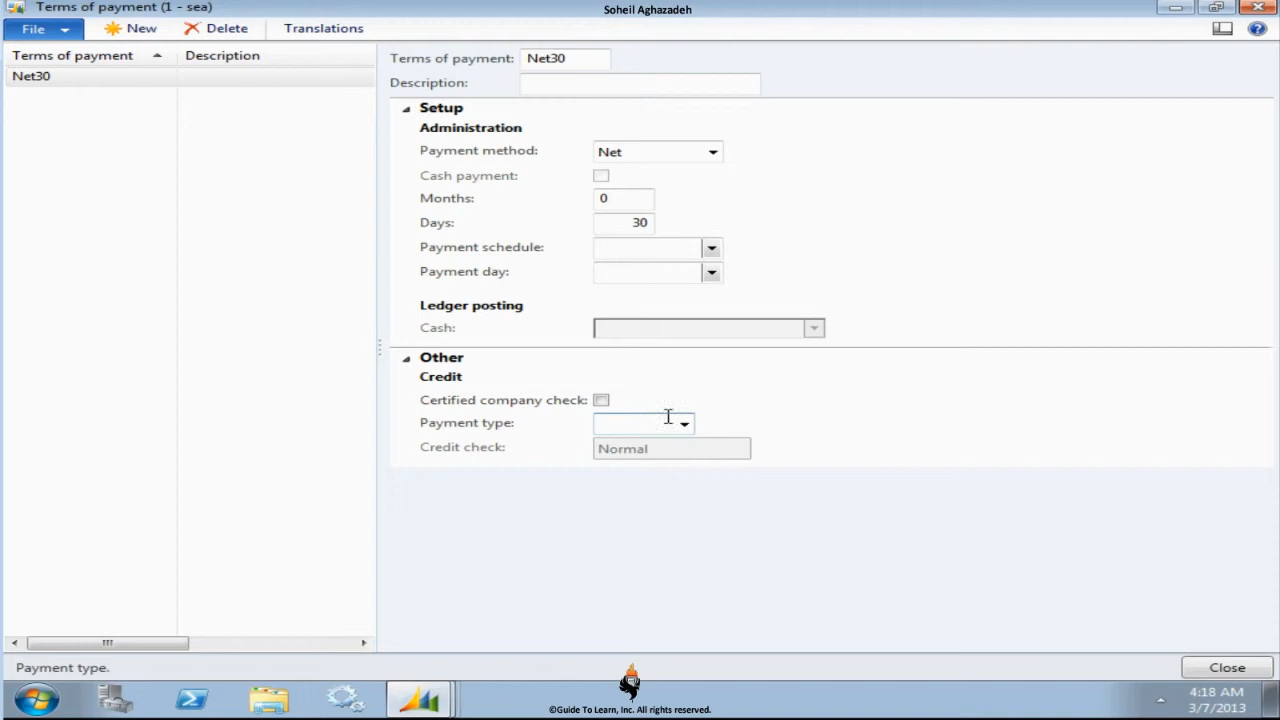 Terms of payment (1 - sea)
Soheil Aghazadeh
File
New
Delete
Translations
Terms of payment
Description
Net30
Terms of payment: Net30
Description:
Setup
Administration
Payment method: Net
Cash payment:
Months: 0
Days: 30
Payment schedule:
Payment day:
Ledger posting
Cash:
Other
Credit
Certified company check:
Payment type:
Credit check: Normal
Payment type.
Close
4:18 AM
3/7/2013
©Guide To Learn, Inc. All rights reserved.